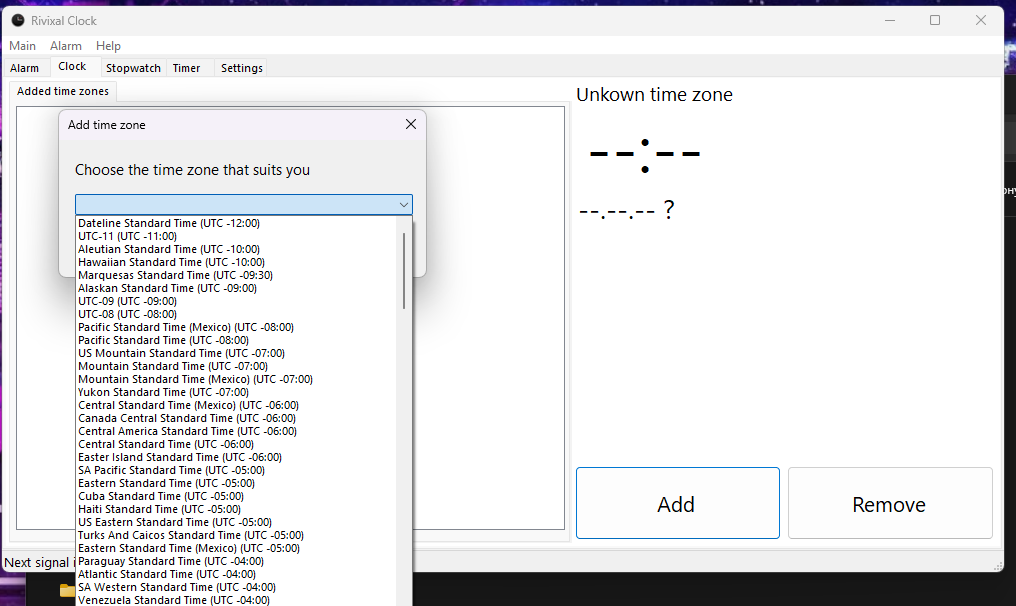 Rivixal Clock
Main Alarm Help
Alarm Clock Stopwatch Timer Settings
Added time zones
Unkown time zone
--:--
--.--.-- ?
Add time zone
Choose the time zone that suits you
Dateline Standard Time (UTC -12:00)
UTC-11 (UTC -11:00)
Aleutian Standard Time (UTC -10:00)
Hawaiian Standard Time (UTC -10:00)
Marquesas Standard Time (UTC -09:30)
Alaskan Standard Time (UTC -09:00)
UTC-09 (UTC -09:00)
UTC-08 (UTC -08:00)
Pacific Standard Time (Mexico) (UTC -08:00)
Pacific Standard Time (UTC -08:00)
US Mountain Standard Time (UTC -07:00)
Mountain Standard Time (UTC -07:00)
Mountain Standard Time (Mexico) (UTC -07:00)
Yukon Standard Time (UTC -07:00)
Central Standard Time (Mexico) (UTC -06:00)
Canada Central Standard Time (UTC -06:00)
Central America Standard Time (UTC -06:00)
Central Standard Time (UTC -06:00)
Easter Island Standard Time (UTC -06:00)
SA Pacific Standard Time (UTC -05:00)
Eastern Standard Time (UTC -05:00)
Cuba Standard Time (UTC -05:00)
Haiti Standard Time (UTC -05:00)
US Eastern Standard Time (UTC -05:00)
Turks And Caicos Standard Time (UTC -05:00)
Eastern Standard Time (Mexico) (UTC -05:00)
Paraguay Standard Time (UTC -04:00)
Atlantic Standard Time (UTC -04:00)
SA Western Standard Time (UTC -04:00)
Venezuela Standard Time (UTC -04:00)
Add
Remove
Next signal